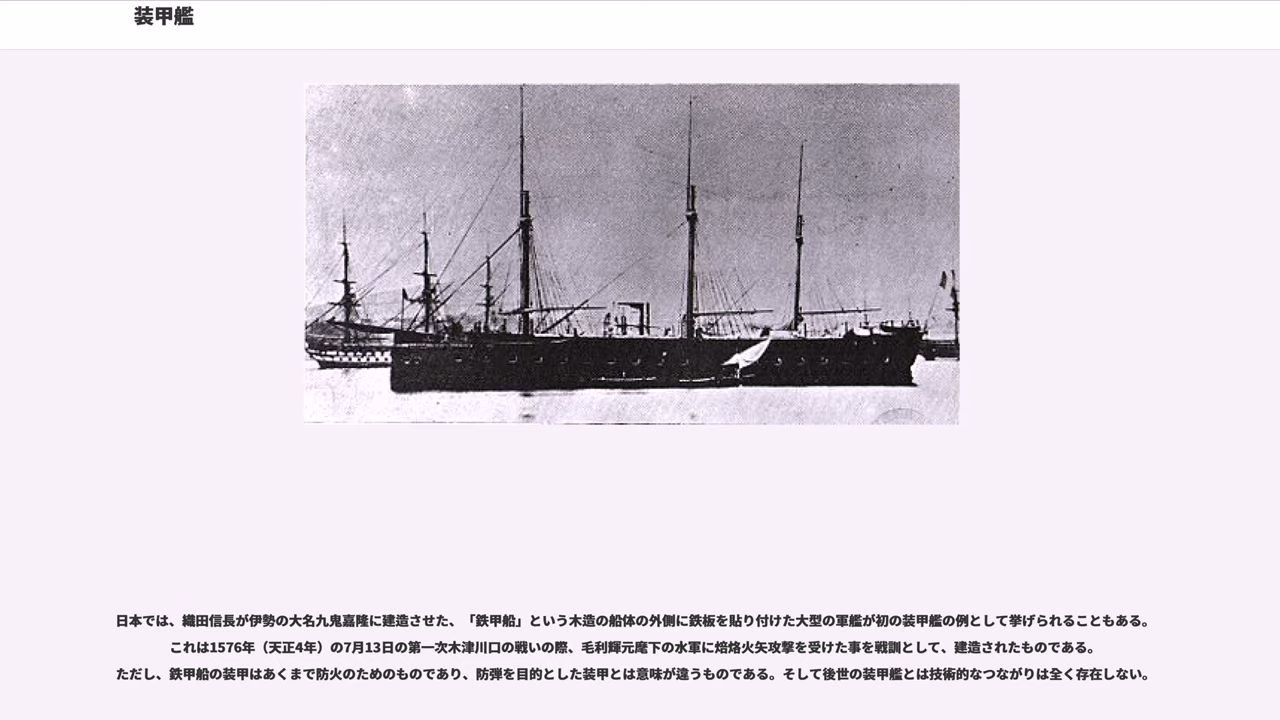 装甲艦
日本では、織田信長が伊勢の大名九鬼嘉隆に建造させた、「鉄甲船」という木造の船体の外側に鉄板を貼り付けた大型の軍艦が初の装甲艦の例として挙げられることもある。
これは1576年（天正4年）の7月13日の第一次木津川口の戦いの際、毛利輝元麾下の水軍に焙烙火矢攻撃を受けた事を戦訓として、建造されたものである。
ただし、鉄甲船の装甲はあくまで防火のためのものであり、防弾を目的とした装甲とは意味が違うものである。そして後世の装甲艦とは技術的なつながりは全く存在しない。